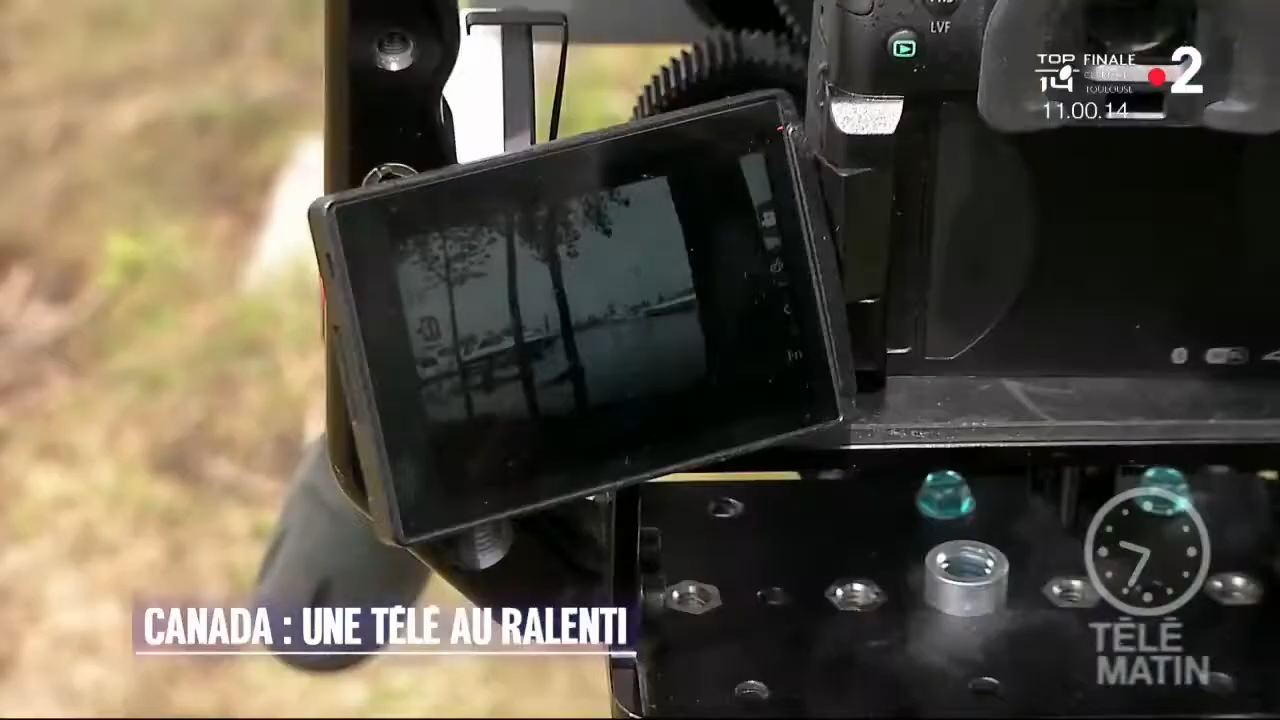 LVF
TOP 14
FINALE
TOULOUSE
2
11.00.14
CANADA : UNE TÉLÉ AU RALENTI
TÉLÉ
MATIN